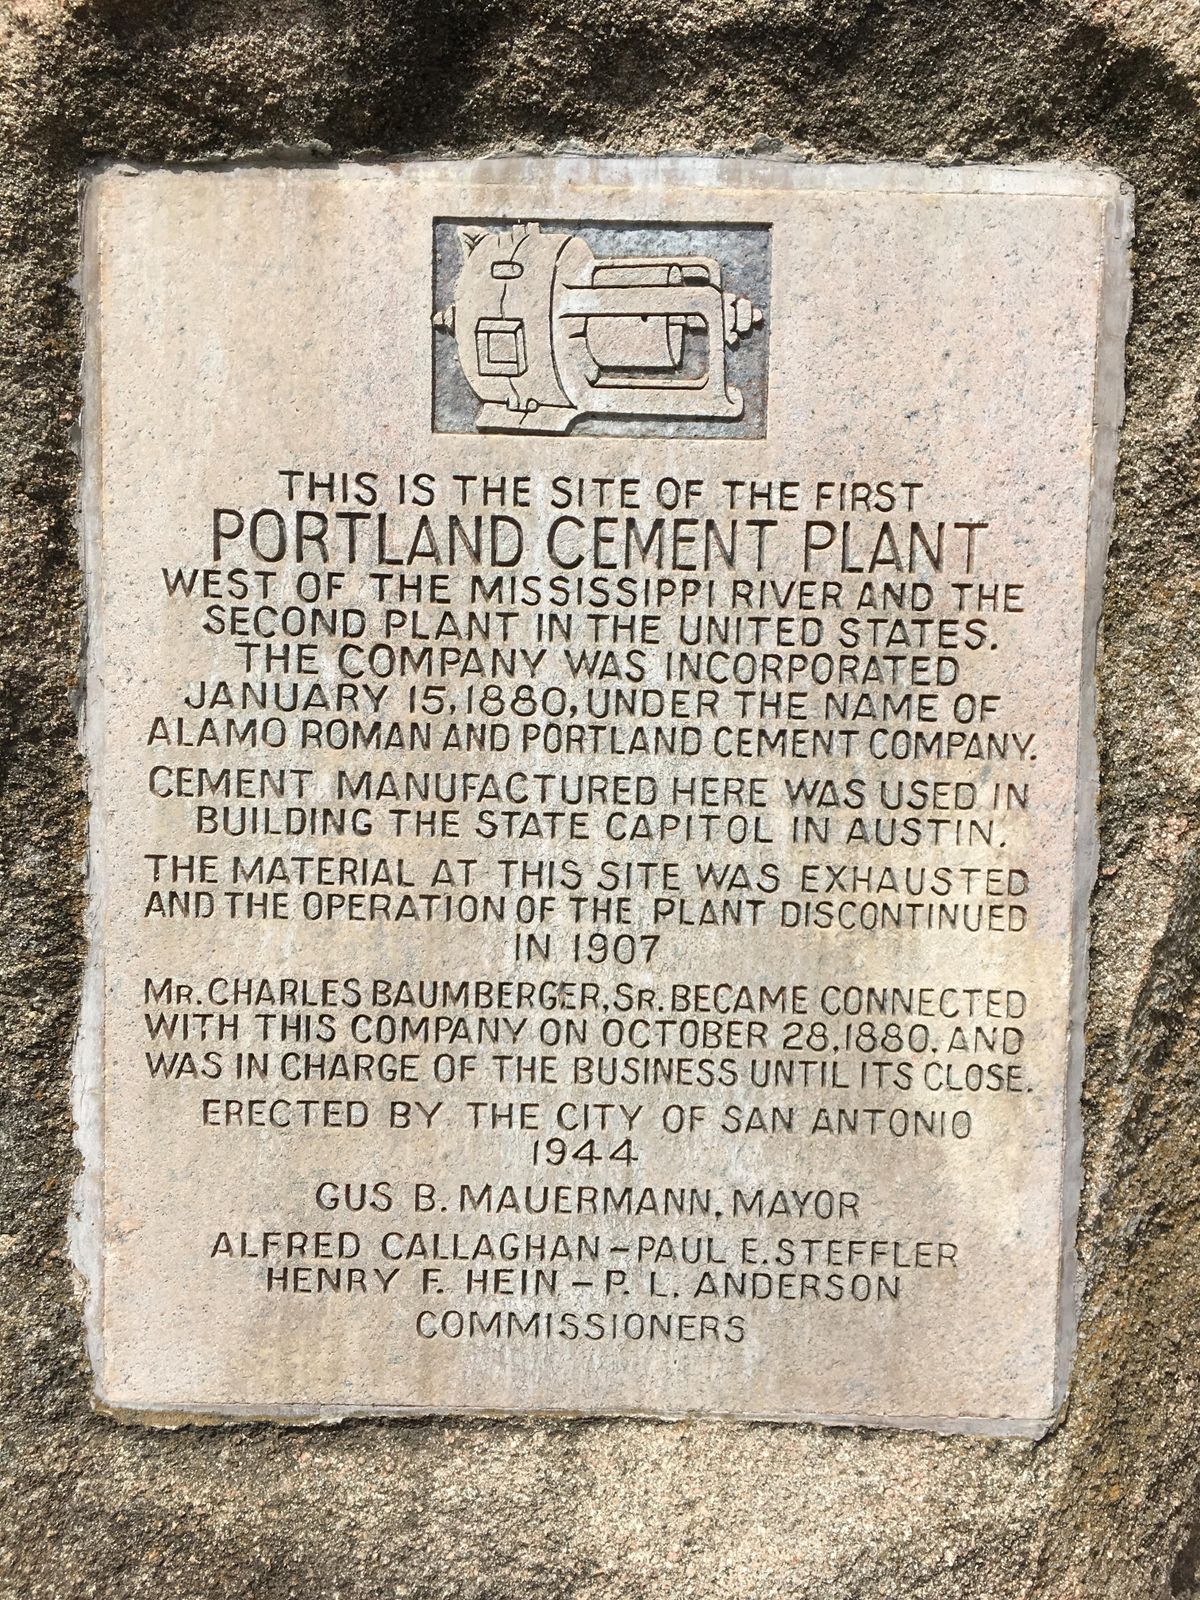 THIS IS THE SITE OF THE FIRST
PORTLAND CEMENT PLANT
WEST OF THE MISSISSIPPI RIVER AND THE
SECOND PLANT IN THE UNITED STATES.
THE COMPANY WAS INCORPORATED
JANUARY 15, 1880, UNDER THE NAME OF
ALAMO ROMAN AND PORTLAND CEMENT COMPANY.
CEMENT MANUFACTURED HERE WAS USED IN
BUILDING THE STATE CAPITOL IN AUSTIN.
THE MATERIAL AT THIS SITE WAS EXHAUSTED
AND THE OPERATION OF THE PLANT DISCONTINUED
IN 1907
MR. CHARLES BAUMBERGER, SR. BECAME CONNECTED
WITH THIS COMPANY ON OCTOBER 28, 1880, AND
WAS IN CHARGE OF THE BUSINESS UNTIL ITS CLOSE.
ERECTED BY THE CITY OF SAN ANTONIO
1944
GUS B. MAUERMANN, MAYOR
ALFRED CALLAGHAN – PAUL E. STEFFLER
HENRY F. HEIN – P. L. ANDERSON
COMMISSIONERS